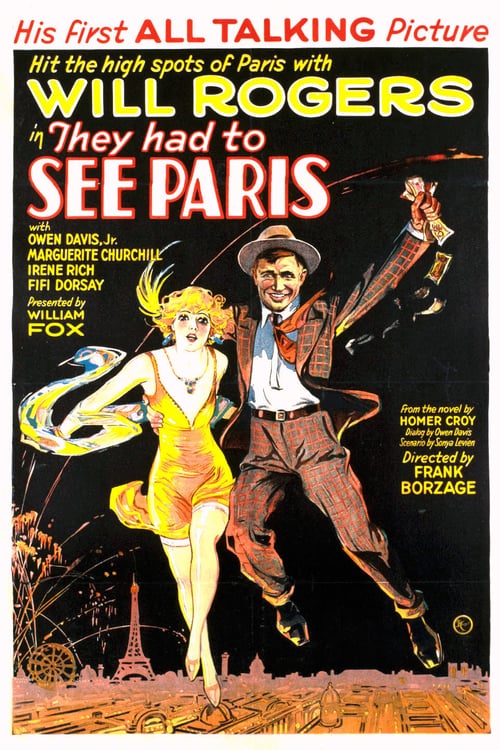 His first ALL TALKING Picture
Hit the high spots of Paris with
WILL ROGERS
in They had to
SEE PARIS
with
OWEN DAVIS, Jr.
MARGUERITE CHURCHILL
IRENE RICH
FIFI DORSAY
Presented by
WILLIAM
FOX
From the novel by
HOMER CROY
Dialog by Owen Davis
Scenario by Sonya Levien
Directed by
FRANK
BORZAGE